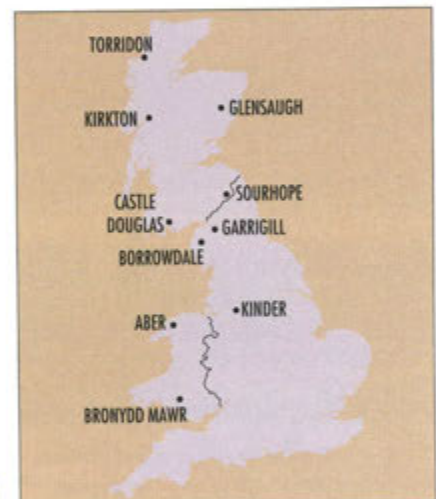 TORRIDON
GLENSAUGH
KIRKTON
SOURHOPE
CASTLE
DOUGLAS
GARRIGILL
BORROWDALE
KINDER
ABER
BRONYDD MAWR